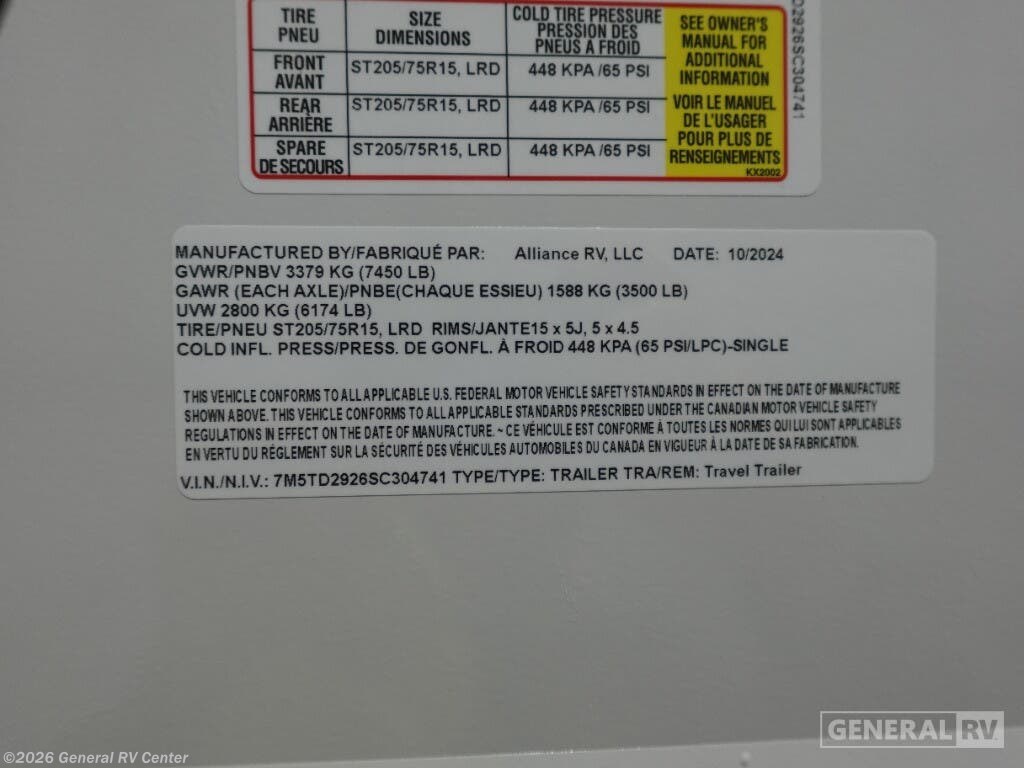 TIRE PNEU SIZE DIMENSIONS COLD TIRE PRESSURE PRESSION DES PNEUS A FROID
FRONT AVANT ST205/75R15, LRD 448 KPA /65 PSI
REAR ARRIÈRE ST205/75R15, LRD 448 KPA /65 PSI
SPARE DE SECOURS ST205/75R15, LRD 448 KPA /65 PSI
SEE OWNER'S
MANUAL FOR
ADDITIONAL
INFORMATION
VOIR LE MANUEL
DE L'USAGER
POUR PLUS DE
RENSEIGNEMENTS
KX2002
D2926SC304741
MANUFACTURED BY/FABRIQUÉ PAR: Alliance RV, LLC DATE: 10/2024
GVWR/PNBV 3379 KG (7450 LB)
GAWR (EACH AXLE)/PNBE(CHAQUE ESSIEU) 1588 KG (3500 LB)
UVW 2800 KG (6174 LB)
TIRE/PNEU ST205/75R15, LRD RIMS/JANTE15 x 5J, 5 x 4.5
COLD INFL. PRESS/PRESS. DE GONFL. À FROID 448 KPA (65 PSI/LPC)-SINGLE
THIS VEHICLE CONFORMS TO ALL APPLICABLE U.S. FEDERAL MOTOR VEHICLE SAFETY STANDARDS IN EFFECT ON THE DATE OF MANUFACTURE
SHOWN ABOVE. THIS VEHICLE CONFORMS TO ALL APPLICABLE STANDARDS PRESCRIBED UNDER THE CANADIAN MOTOR VEHICLE SAFETY
REGULATIONS IN EFFECT ON THE DATE OF MANUFACTURE. ~ CE VÉHICULE EST CONFORME À TOUTES LES NORMES QUI LUI SONT APPLICABLES
EN VERTU DU RÉGLEMENT SUR LA SÉCURITÉ DES VÉHICULES AUTOMOBILES DU CANADA EN VIGUEUR À LA DATE DE SA FABRICATION.
V.I.N./N.I.V.: 7M5TD2926SC304741 TYPE/TYPE: TRAILER TRA/REM: Travel Trailer
GENERAL RV
©2026 General RV Center